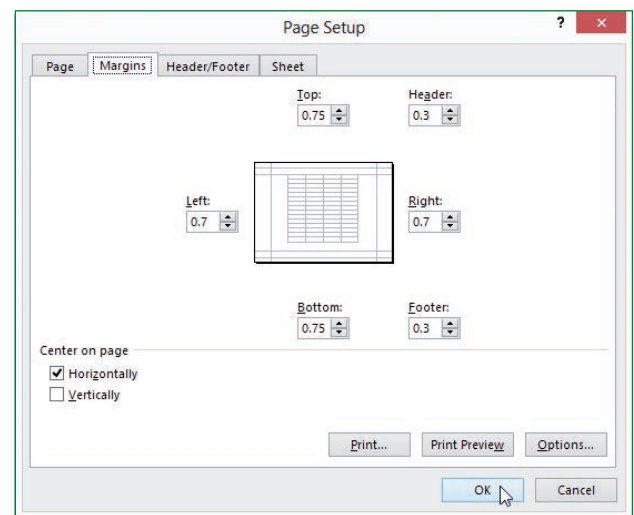 Page Setup
?
Page Margins Header/Footer Sheet
Top: Header:
0.75 0.3
Left: Right:
0.7 0.7
Bottom: Footer:
0.75 0.3
Center on page
Horizontally
Vertically
Print... Print Preview Options...
OK Cancel